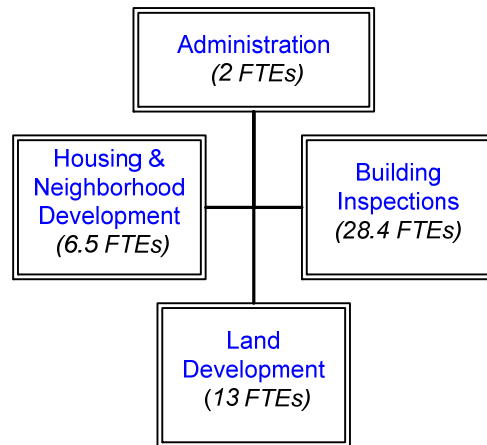 Administration
(2 FTEs)
Housing &
Neighborhood
Development
(6.5 FTEs)
Building
Inspections
(28.4 FTEs)
Land
Development
(13 FTEs)